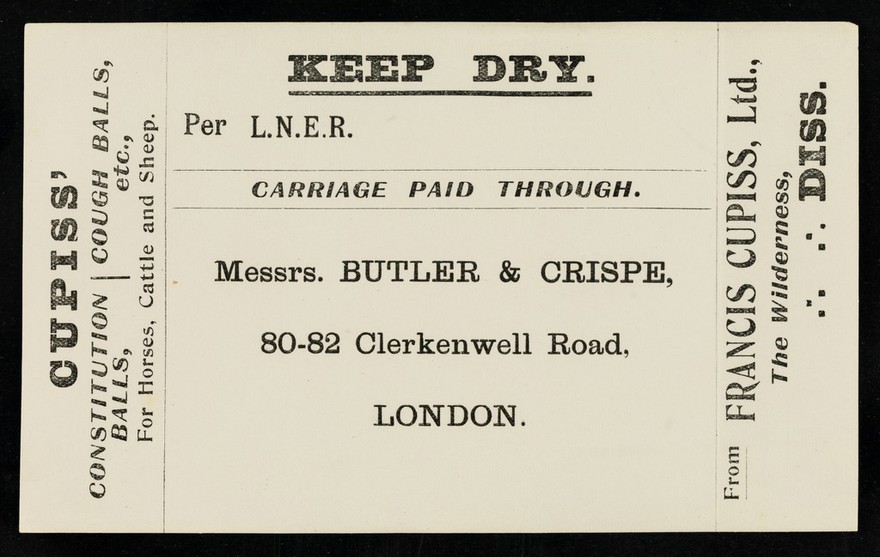 CUPISS'
CONSTITUTION | COUGH BALLS,
BALLS, etc.,
For Horses, Cattle and Sheep.
KEEP DRY.
Per L.N.E.R.
CARRIAGE PAID THROUGH.
Messrs. BUTLER & CRISPE,
80-82 Clerkenwell Road,
LONDON.
From FRANCIS CUPISS, Ltd.,
The Wilderness,
∴ ∴ DISS.